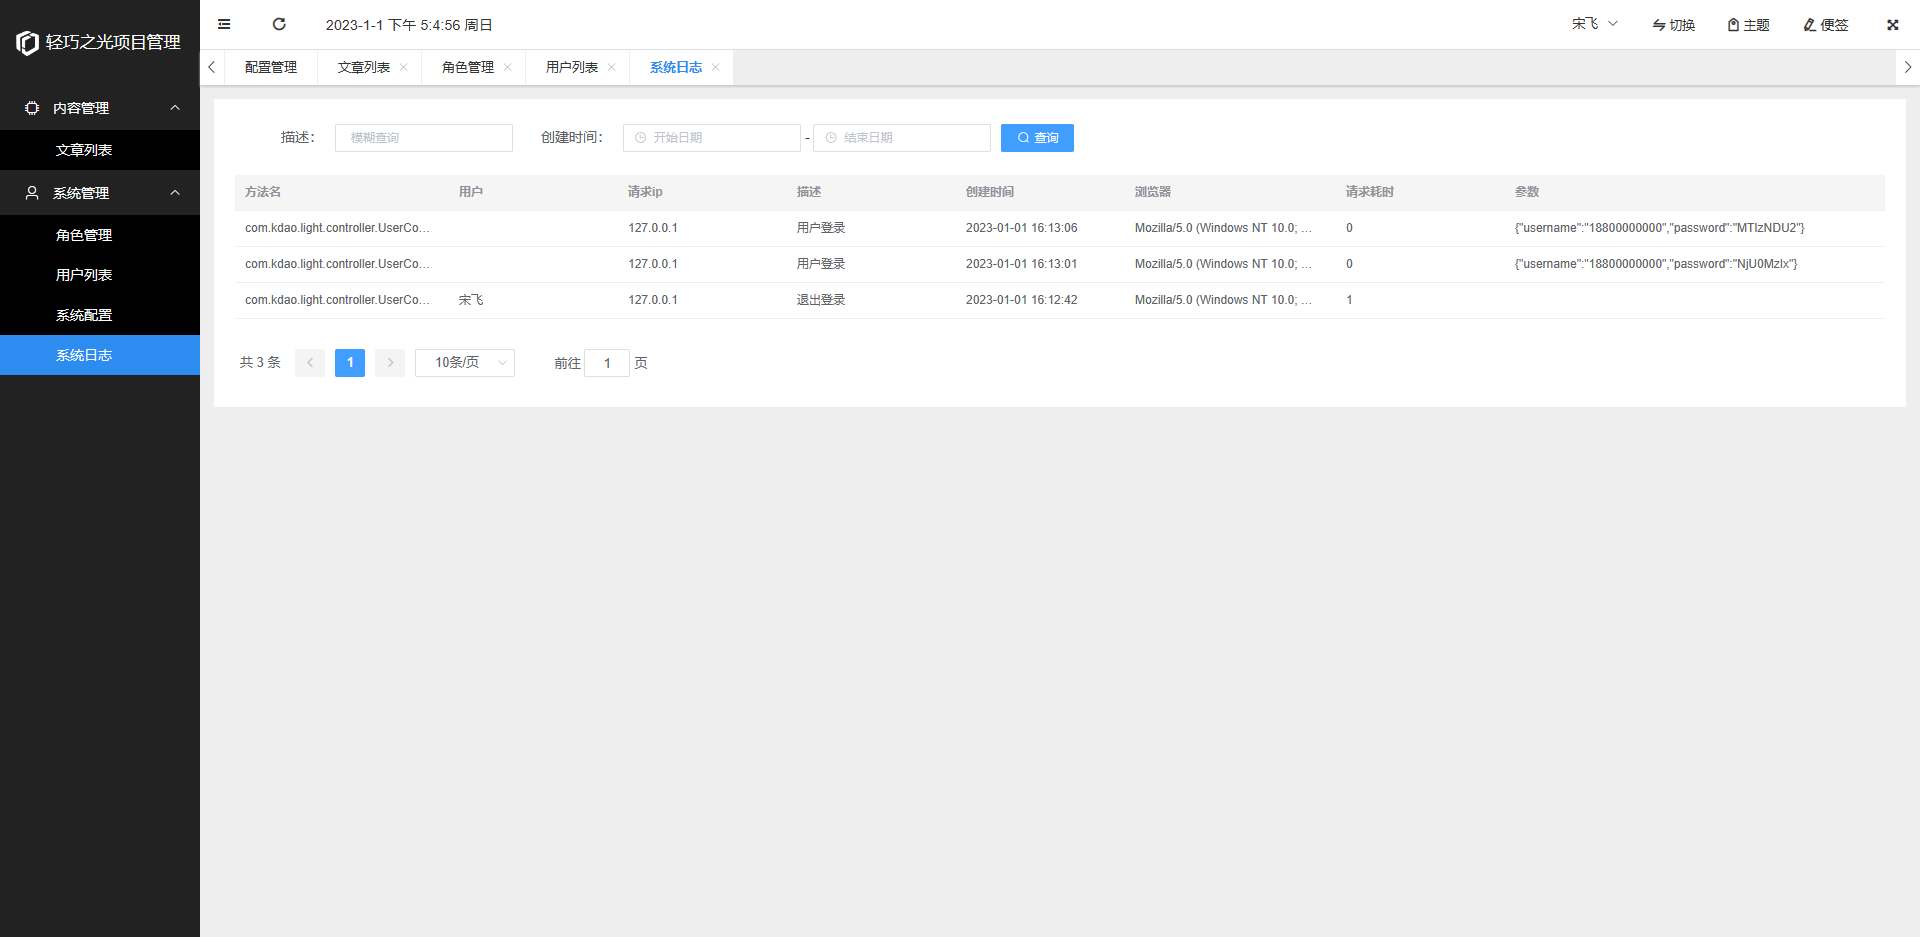 轻巧之光项目管理
内容管理
文章列表
系统管理
角色管理
用户列表
系统配置
系统日志
2023-1-1 下午 5:4:56 周日
宋飞
切换
主题
便签
配置管理 文章列表 角色管理 用户列表 系统日志
描述： 模糊查询 创建时间： 开始日期 - 结束日期 查询
方法名 用户 请求ip 描述 创建时间 浏览器 请求耗时 参数
com.kdao.light.controller.UserCo... 127.0.0.1 用户登录 2023-01-01 16:13:06 Mozilla/5.0 (Windows NT 10.0; ... 0 {"username":"18800000000","password":"MTIzNDU2"}
com.kdao.light.controller.UserCo... 127.0.0.1 用户登录 2023-01-01 16:13:01 Mozilla/5.0 (Windows NT 10.0; ... 0 {"username":"18800000000","password":"NjU0MzIx"}
com.kdao.light.controller.UserCo... 宋飞 127.0.0.1 退出登录 2023-01-01 16:12:42 Mozilla/5.0 (Windows NT 10.0; ... 1
共 3 条 1 10条/页 前往 1 页